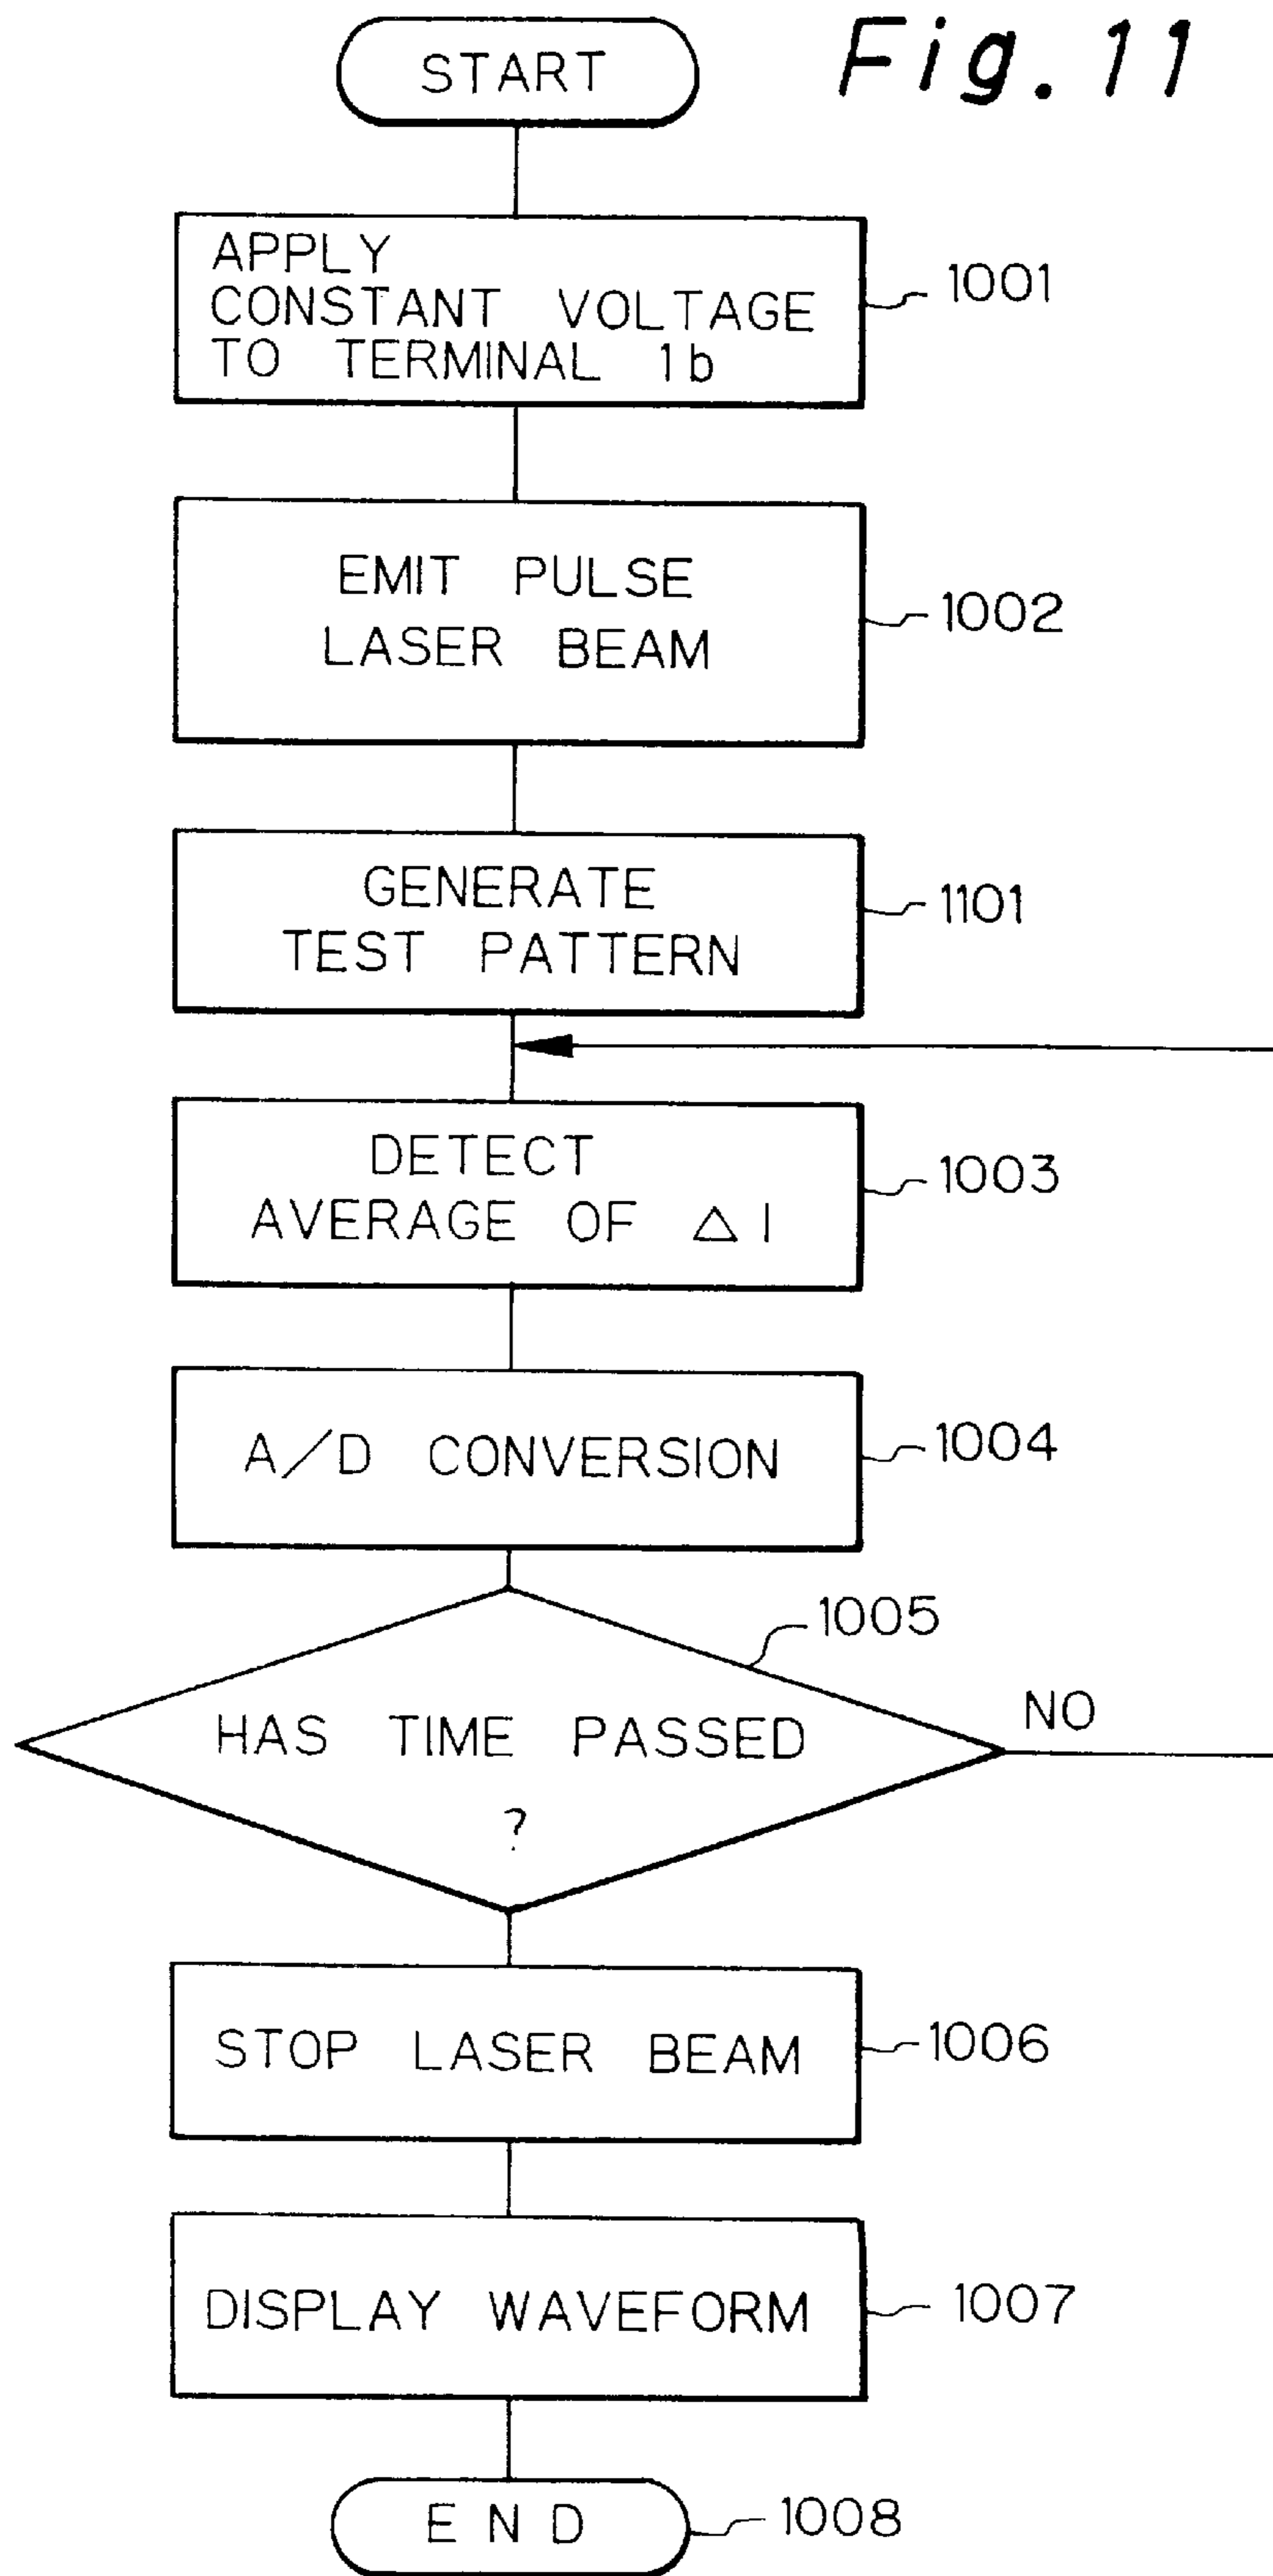 Fig. 11
START
APPLY
CONSTANT VOLTAGE
TO TERMINAL 1b
1001
EMIT PULSE
LASER BEAM
1002
GENERATE
TEST PATTERN
1101
DETECT
AVERAGE OF △ I
1003
A/D CONVERSION
1004
1005
HAS TIME PASSED
?
NO
STOP LASER BEAM
1006
DISPLAY WAVEFORM
1007
END
1008